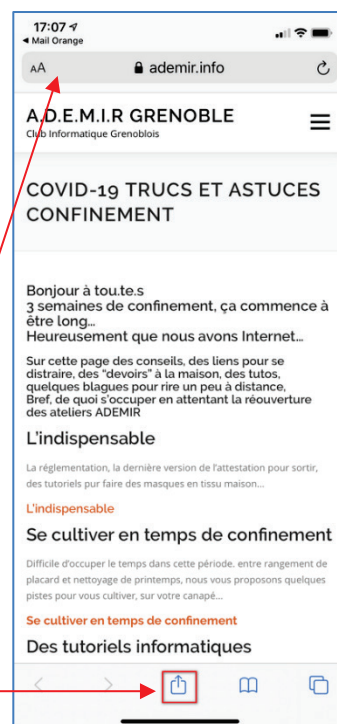 17:07
◀ Mail Orange
AA ademir.info
A.D.E.M.I.R GRENOBLE
Club Informatique Grenoblois
COVID-19 TRUCS ET ASTUCES
CONFINEMENT
Bonjour à tou.te.s
3 semaines de confinement, ça commence à
être long...
Heureusement que nous avons Internet...
Sur cette page des conseils, des liens pour se
distraire, des "devoirs" à la maison, des tutos,
quelques blagues pour rire un peu à distance,
Bref, de quoi s'occuper en attentant la réouverture
des ateliers ADEMIR
L'indispensable
La réglementation, la dernière version de l'attestation pour sortir,
des tutoriels pur faire des masques en tissu maison...
L'indispensable
Se cultiver en temps de confinement
Difficile d'occuper le temps dans cette période. entre rangement de
placard et nettoyage de printemps, nous vous proposons quelques
pistes pour vous cultiver, sur votre canapé...
Se cultiver en temps de confinement
Des tutoriels informatiques